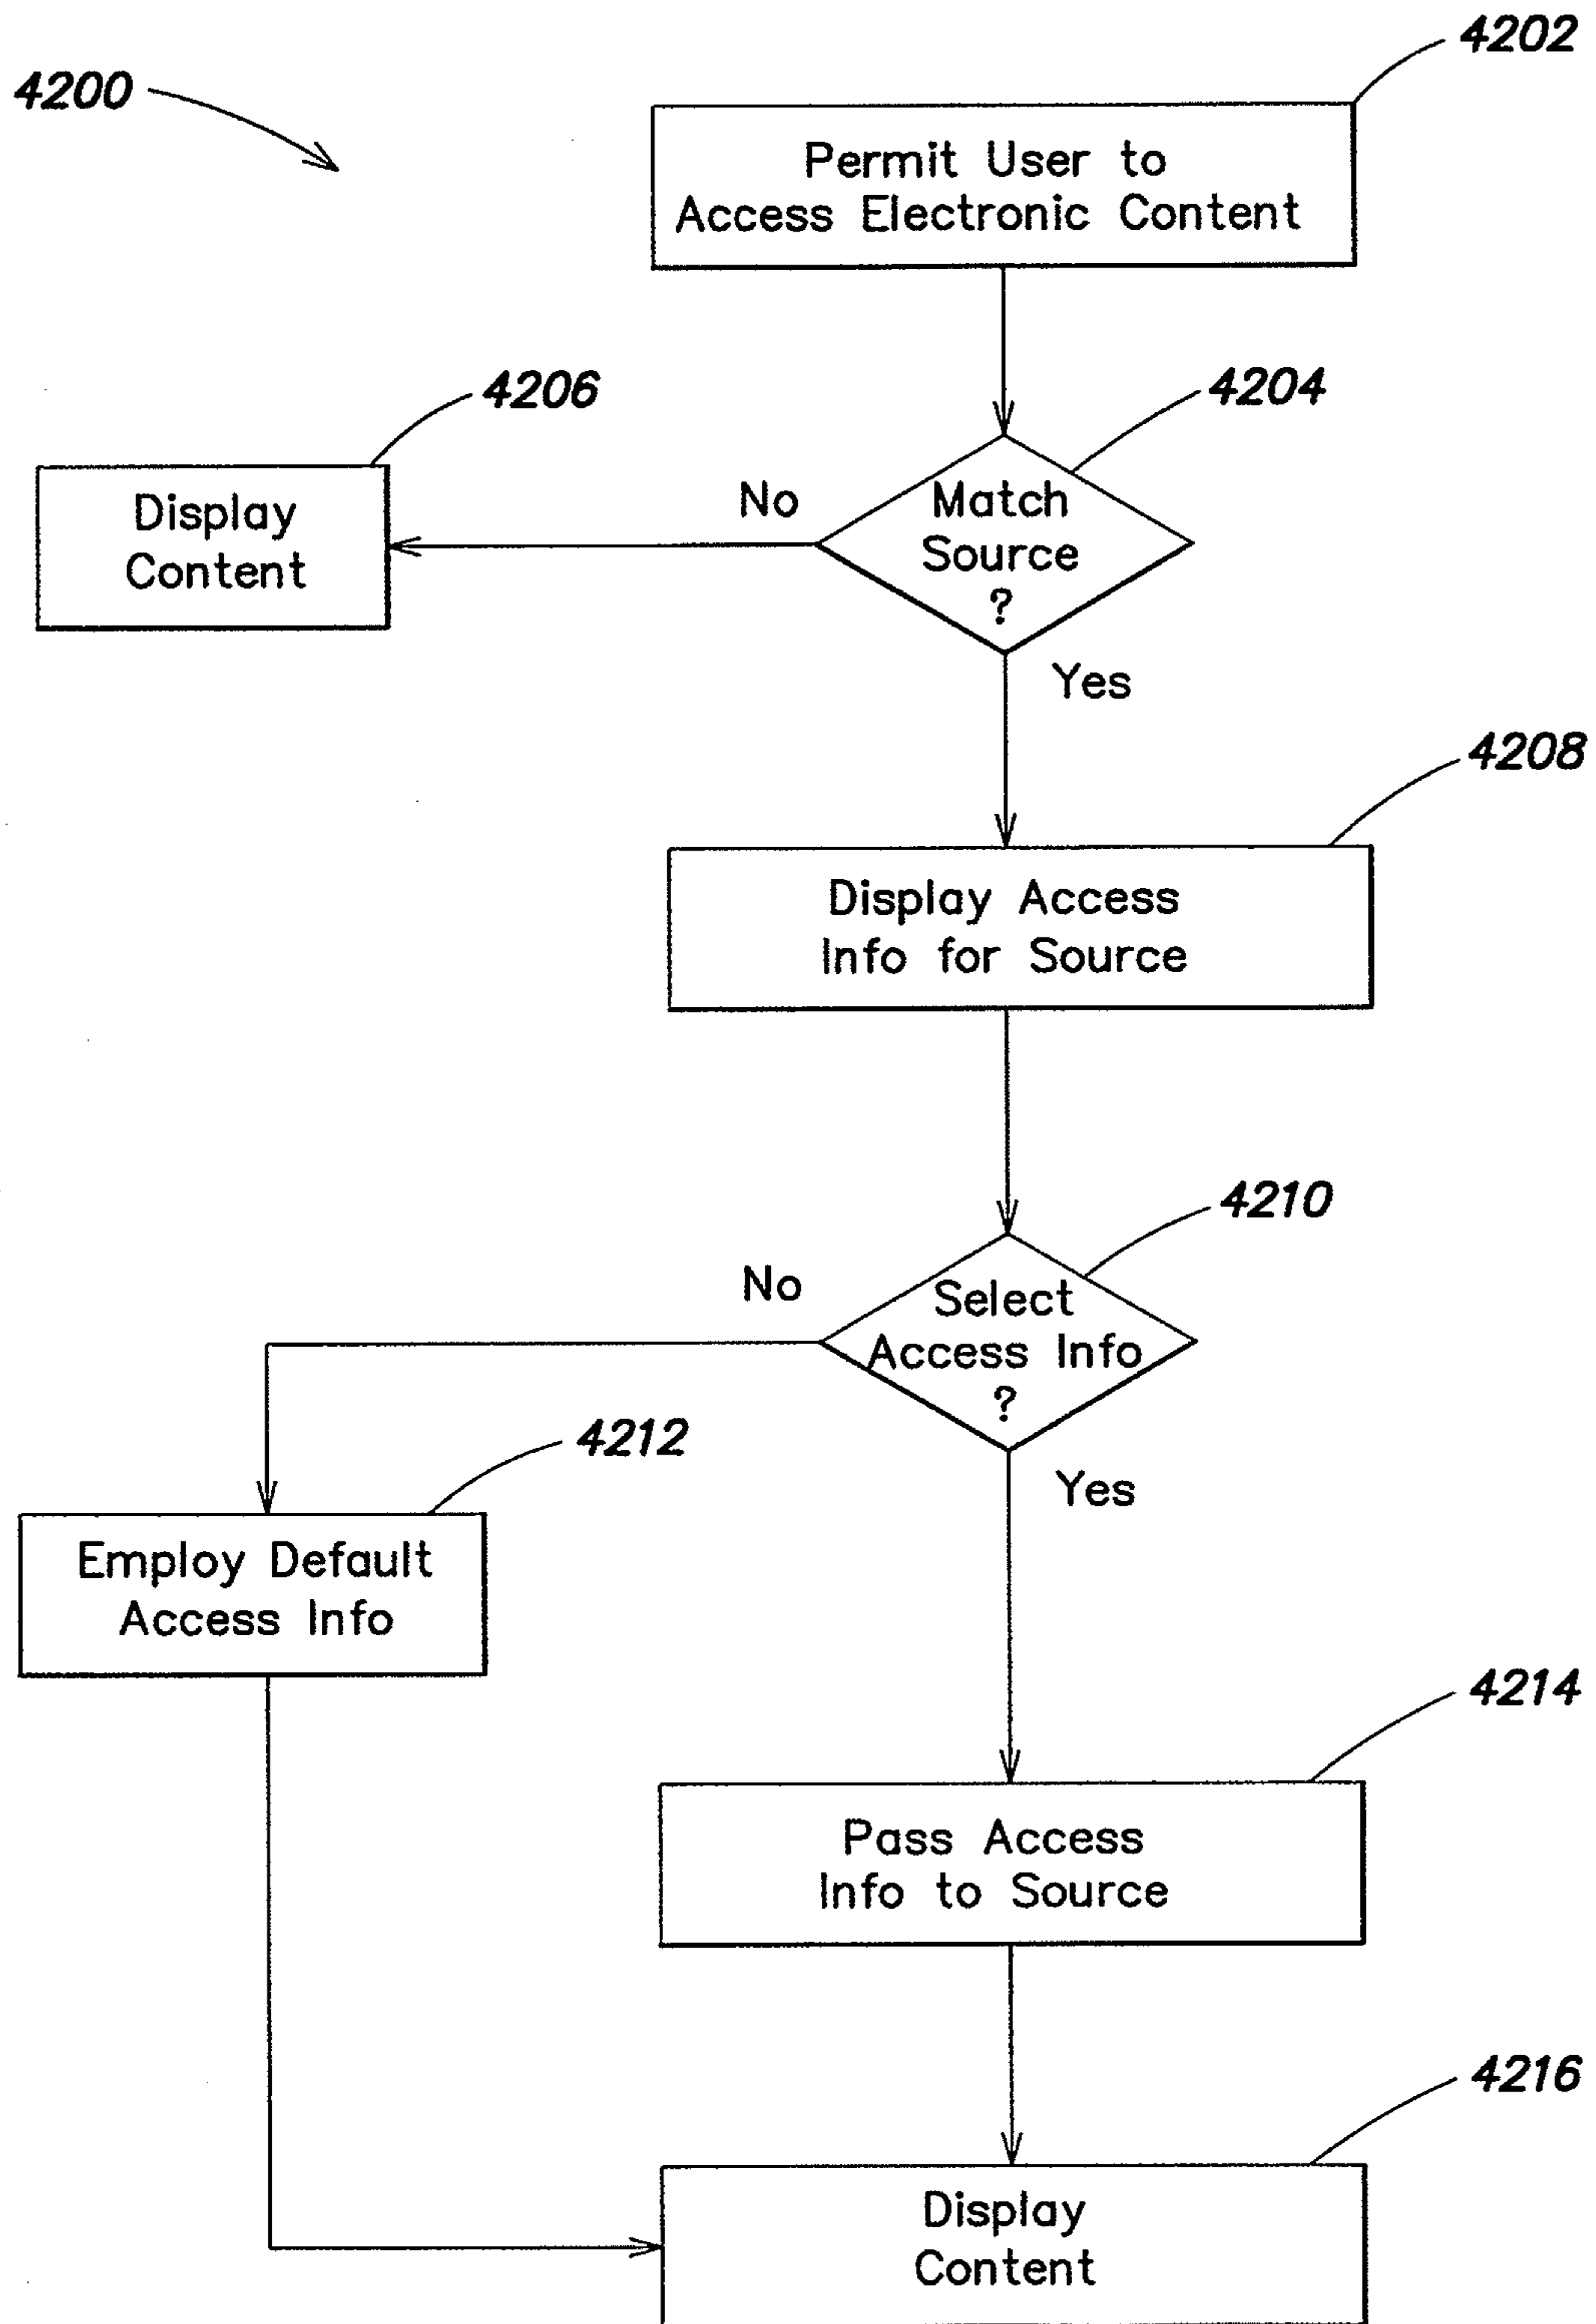 4202
4200
Permit User to
Access Electronic Content
4206
4204
Display
Content
No
Match
Source
?
Yes
4208
Display Access
Info for Source
4210
No
Select
Access Info
?
4212
Yes
Employ Default
Access Info
4214
Pass Access
Info to Source
4216
Display
Content